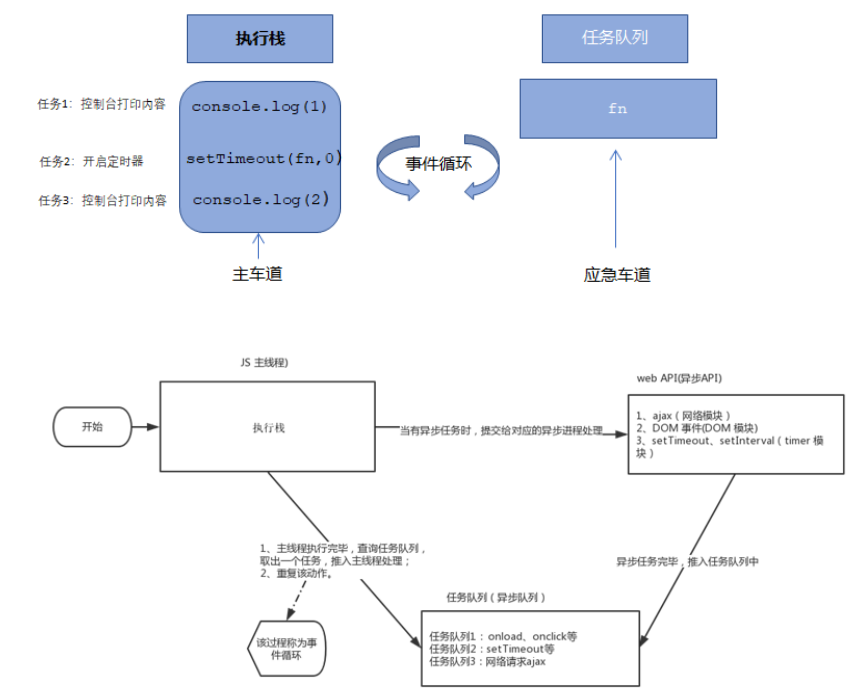 执行栈
任务队列
任务1：控制台打印内容
console.log(1)
fn
任务2：开启定时器
setTimeout(fn,0)
事件循环
任务3：控制台打印内容
console.log(2)
主车道
应急车道
JS 主线程)
web API(异步API)
开始
执行栈
当有异步任务时，提交给对应的异步进程处理
1、ajax（网络模块）
2、DOM 事件(DOM 模块)
3、setTimeout、setInterval（timer 模
块）
1、主线程执行完毕，查询任务队列，
取出一个任务，推入主线程处理；
2、重复该动作。
异步任务完毕，推入任务队列中
任务队列（异步队列）
该过程称为事
件循环
任务队列1：onload、onclick等
任务队列2：setTimeout等
任务队列3：网络请求ajax